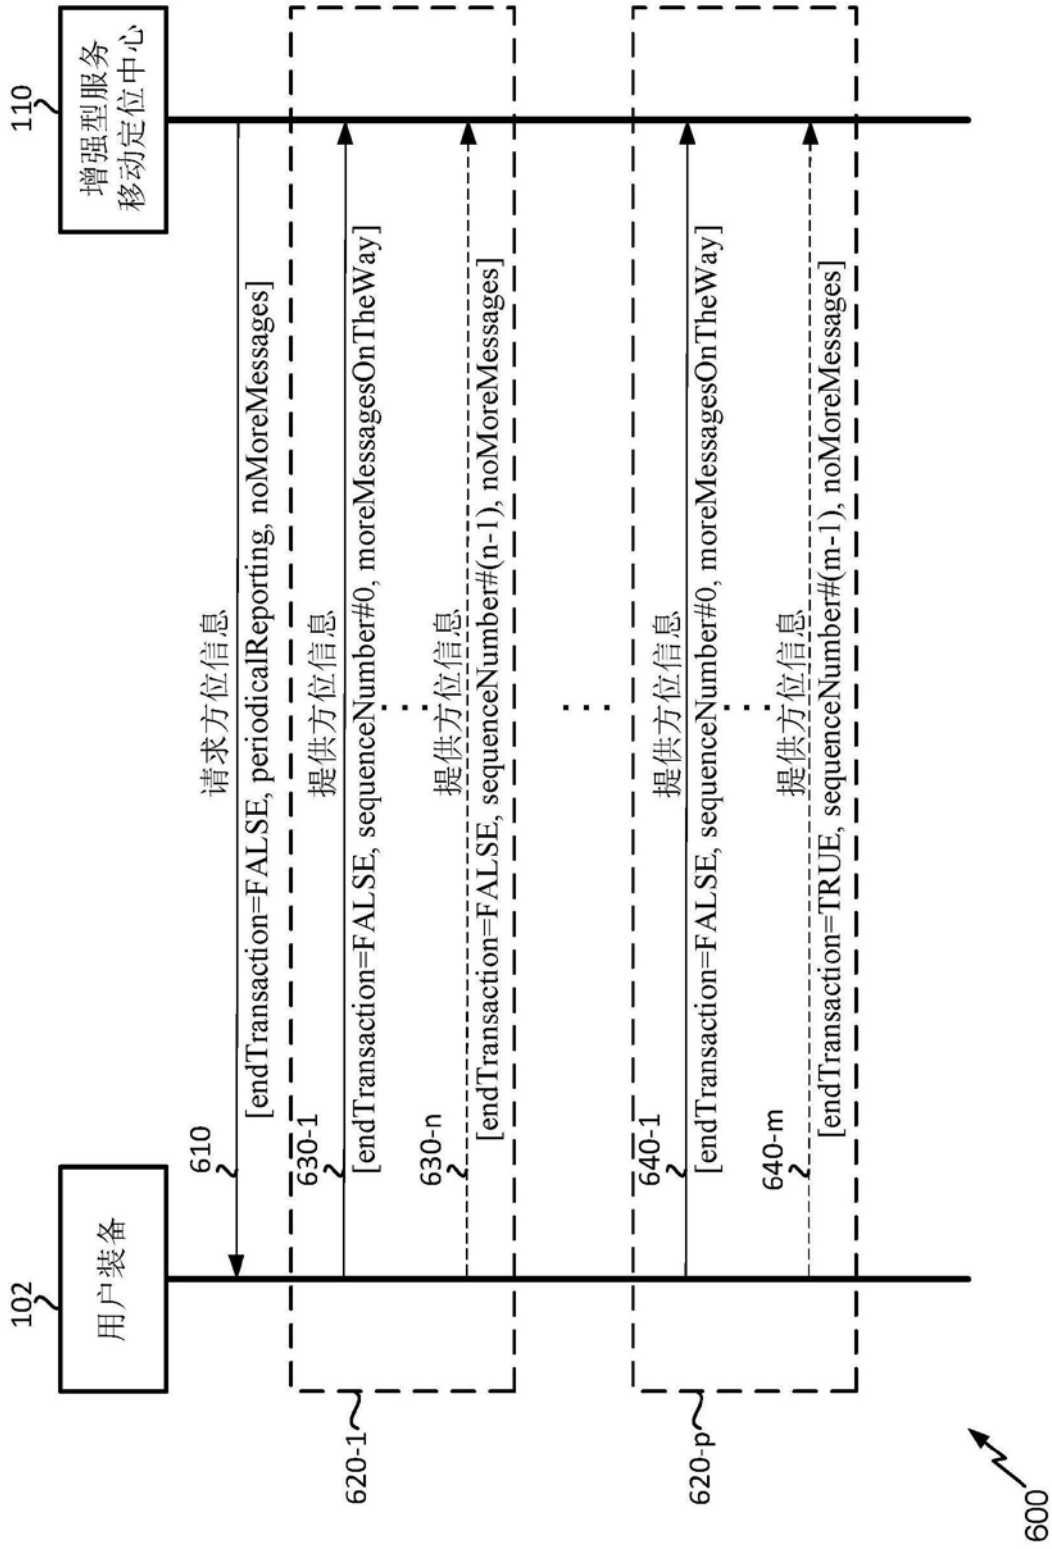 102
用户装备
110
增强型服务
移动定位中心
请求方位信息
610
[endTransaction=FALSE, periodicalReporting, noMoreMessages]
620-1
提供方位信息
630-1
[endTransaction=FALSE, sequenceNumber#0, moreMessagesOnTheWay]
......
提供方位信息
630-n
[endTransaction=FALSE, sequenceNumber#(n-1), noMoreMessages]
...
620-p
提供方位信息
640-1
[endTransaction=FALSE, sequenceNumber#0, moreMessagesOnTheWay]
......
提供方位信息
640-m
[endTransaction=TRUE, sequenceNumber#(m-1), noMoreMessages]
600